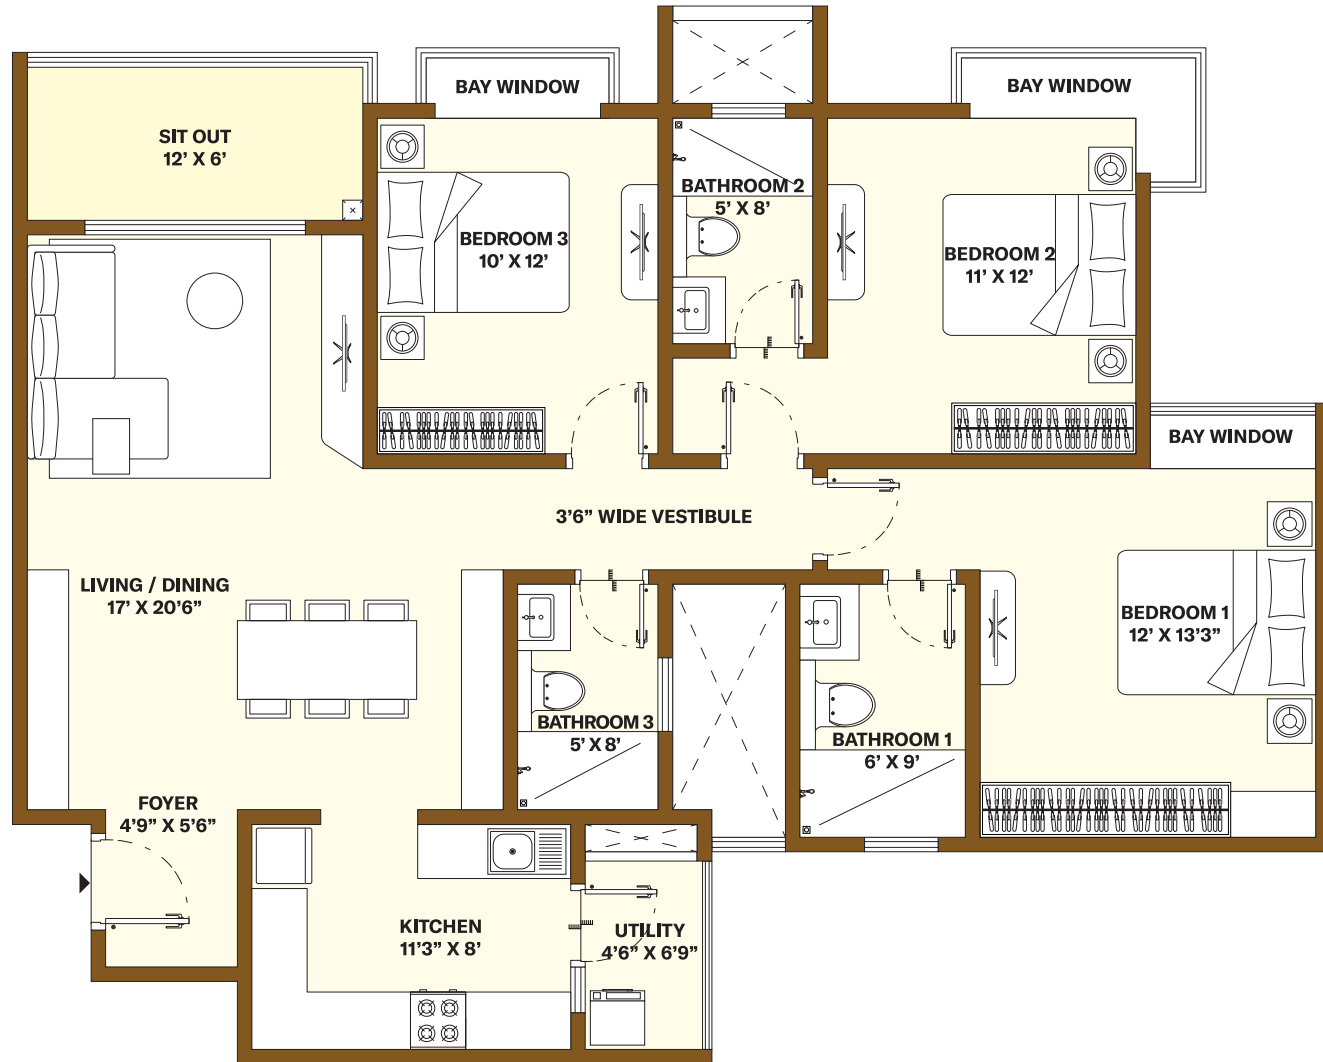 BAY WINDOW
BAY WINDOW
SIT OUT
12’ X 6’
BATHROOM 2
5’ X 8’
BEDROOM 3
10’ X 12’
BEDROOM 2
11’ X 12’
BAY WINDOW
3’6” WIDE VESTIBULE
LIVING / DINING
17’ X 20’6”
BEDROOM 1
12’ X 13’3”
BATHROOM 3
5’ X 8’
BATHROOM 1
6’ X 9’
FOYER
4’9” X 5’6”
KITCHEN
11’3” X 8’
UTILITY
4’6” X 6’9”